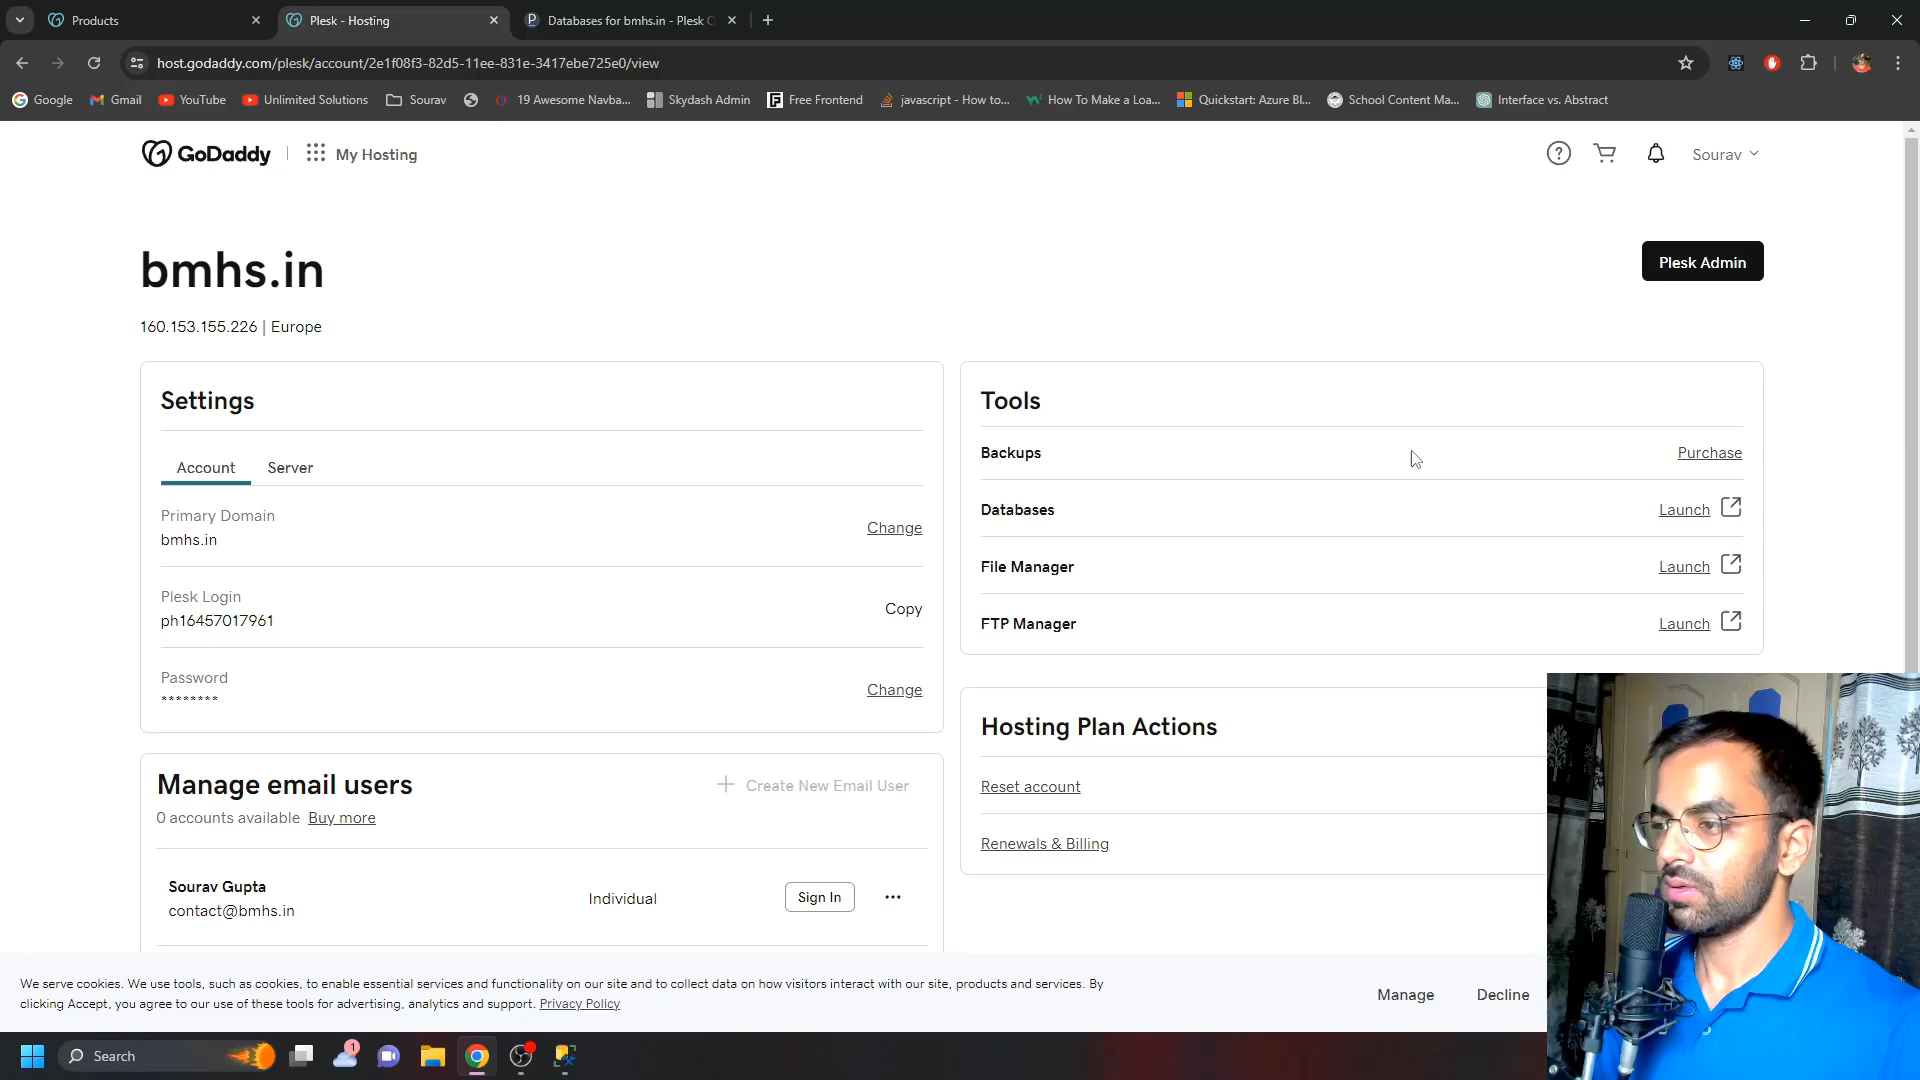 Products
Plesk - Hosting
Databases for bmhs.in - Plesk
host.godaddy.com/plesk/account/2e1f08f3-82d5-11ee-831e-3417ebe725e0/view
Google
Gmail
YouTube
Unlimited Solutions
Sourav
19 Awesome Navba...
Skydash Admin
Free Frontend
javascript - How to...
How To Make a Loa...
Quickstart: Azure Bl...
School Content Ma...
Interface vs. Abstract
GoDaddy
My Hosting
Sourav
bmhs.in
Plesk Admin
160.153.155.226 | Europe
Settings
Account
Server
Primary Domain
bmhs.in
Change
Plesk Login
ph16457017961
Copy
Password
********
Change
Tools
Backups
Purchase
Databases
Launch
File Manager
Launch
FTP Manager
Launch
Hosting Plan Actions
Reset account
Renewals & Billing
Manage email users
+ Create New Email User
0 accounts available Buy more
Sourav Gupta
contact@bmhs.in
Individual
Sign In
We serve cookies. We use tools, such as cookies, to enable essential services and functionality on our site and to collect data on how visitors interact with our site, products and services. By
clicking Accept, you agree to our use of these tools for advertising, analytics and support. Privacy Policy
Manage
Decline
Search
1